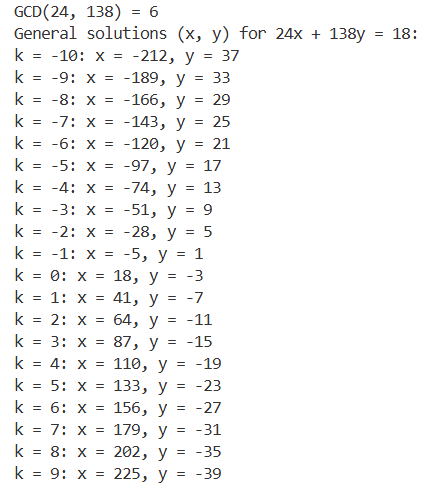 GCD(24, 138) = 6
General solutions (x, y) for 24x + 138y = 18:
k = -10: x = -212, y = 37
k = -9: x = -189, y = 33
k = -8: x = -166, y = 29
k = -7: x = -143, y = 25
k = -6: x = -120, y = 21
k = -5: x = -97, y = 17
k = -4: x = -74, y = 13
k = -3: x = -51, y = 9
k = -2: x = -28, y = 5
k = -1: x = -5, y = 1
k = 0: x = 18, y = -3
k = 1: x = 41, y = -7
k = 2: x = 64, y = -11
k = 3: x = 87, y = -15
k = 4: x = 110, y = -19
k = 5: x = 133, y = -23
k = 6: x = 156, y = -27
k = 7: x = 179, y = -31
k = 8: x = 202, y = -35
k = 9: x = 225, y = -39